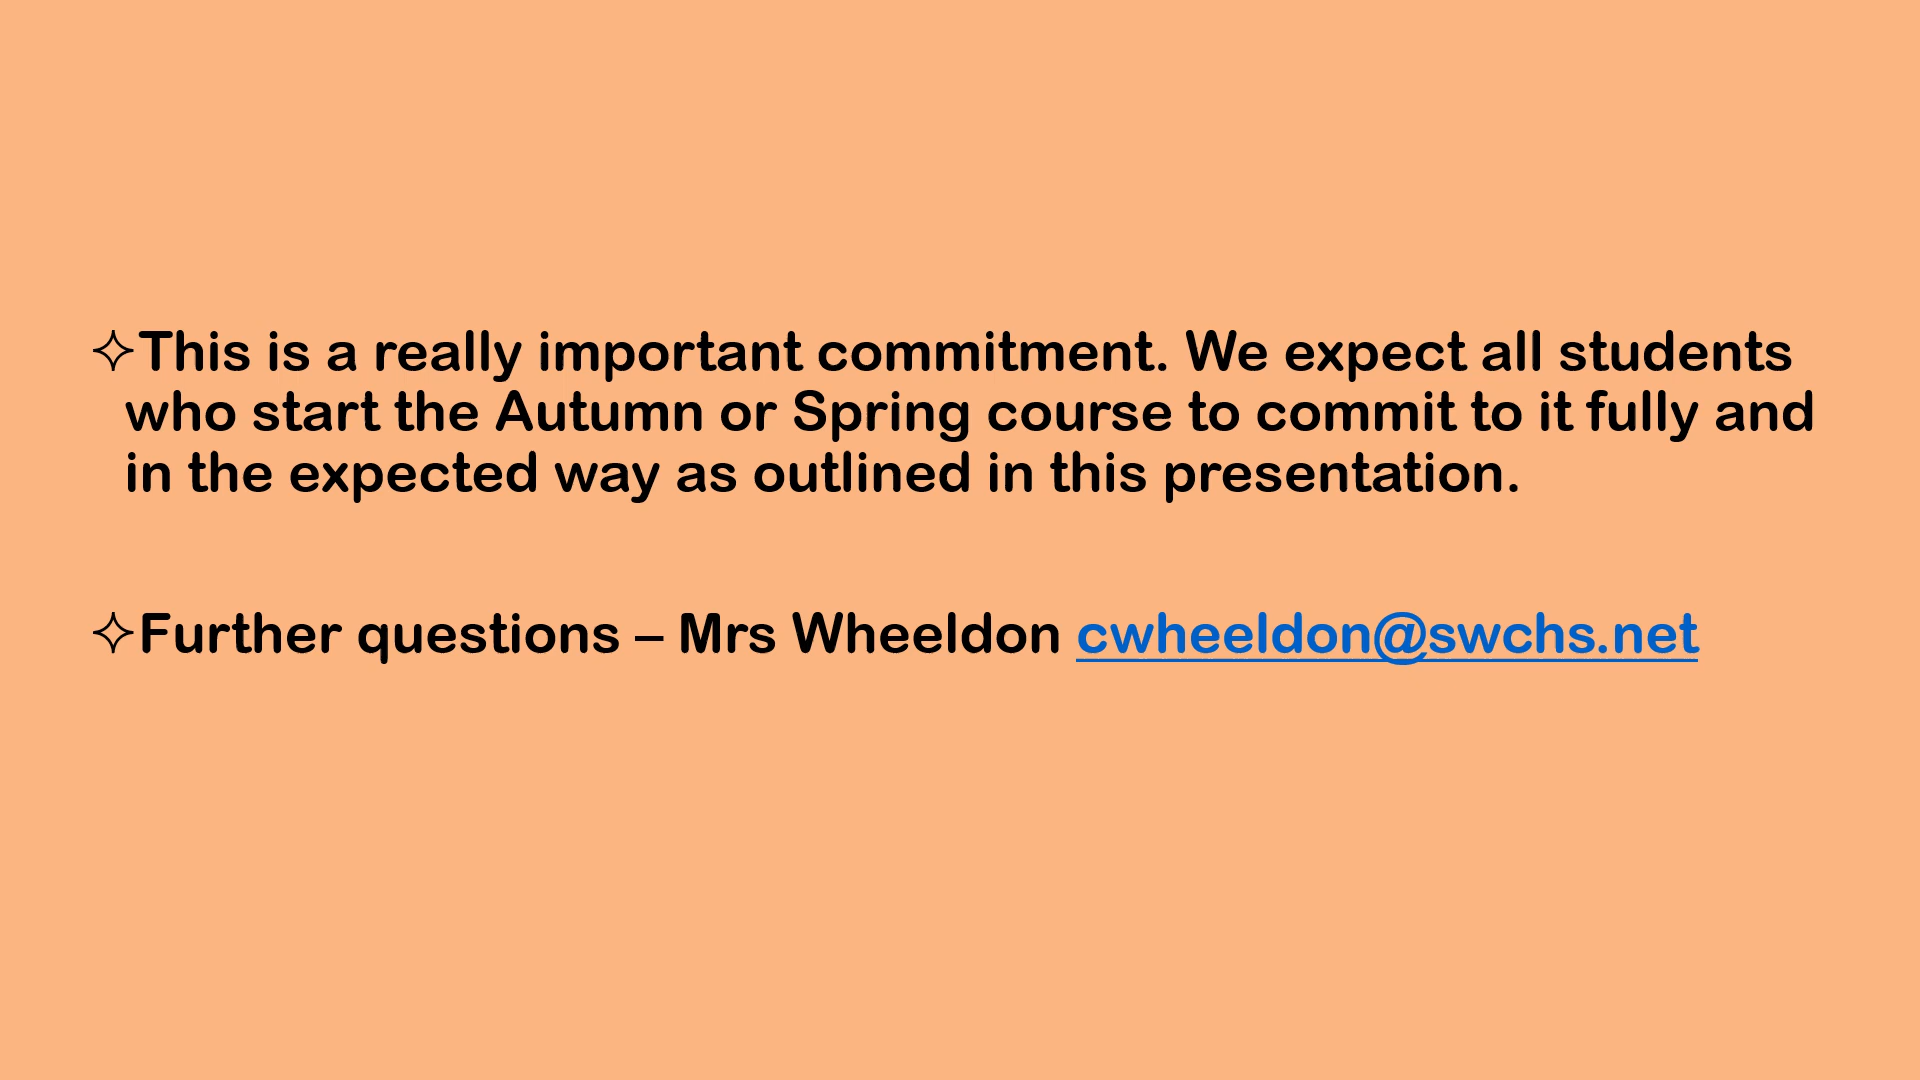 ✧This is a really important commitment. We expect all students
who start the Autumn or Spring course to commit to it fully and
in the expected way as outlined in this presentation.
✧Further questions – Mrs Wheeldon cwheeldon@swchs.net